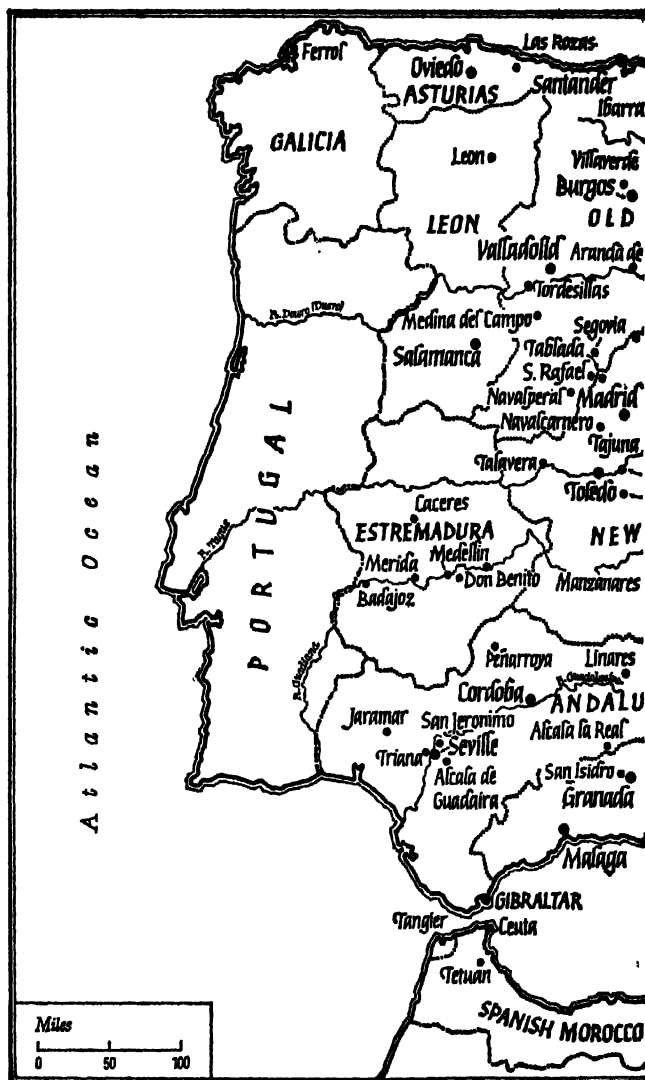 Las Rozas
Ferrol
Oviedo
Santander
ASTURIAS
Ibarra
GALICIA
Leon
Villaverde
Burgos
LEON
OLD
Valladolid
Aranda de
Tordesillas
R. Douro (Duero)
Medina del Campo
Segovia
Salamanca
Tablada
S. Rafael
Navalperal
Madrid
Navalcarnero
Tajuna
Talavera
Toledo
Atlantic Ocean
PORTUGAL
R. Tague
Caceres
ESTREMADURA
NEW
Merida
Medellin
Don Benito
Manzanares
Badajoz
R. Guadiana
Peñarroya
Linares
Cordoba
ANDALU
Jaramar
San Jeronimo
Alcala la Real
Triana
Seville
San Isidro
Alcala de
Guadaira
Granada
Malaga
GIBRALTAR
Tangier
Ceuta
Tetuan
SPANISH MOROCCO
Miles
0 50 100